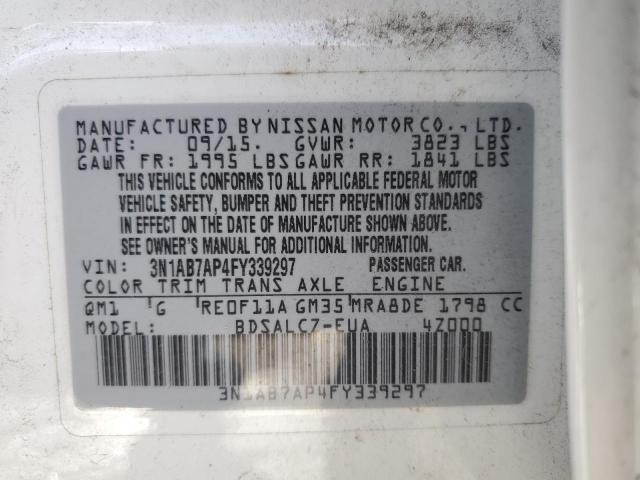 MANUFACTURED BY NISSAN MOTOR CO., LTD.
DATE: 09/15. GVWR: 3823 LBS
GAWR FR: 1995 LBS GAWR RR: 1841 LBS
THIS VEHICLE CONFORMS TO ALL APPLICABLE FEDERAL MOTOR
VEHICLE SAFETY, BUMPER AND THEFT PREVENTION STANDARDS
IN EFFECT ON THE DATE OF MANUFACTURE SHOWN ABOVE.
SEE OWNER'S MANUAL FOR ADDITIONAL INFORMATION.
VIN: 3N1AB7AP4FY339297 PASSENGER CAR.
COLOR TRIM TRANS AXLE ENGINE
QM1 G RE0F11A GM35 MRA8DE 1798 CC
MODEL: BDSALCZ-EUA 4Z000
3N1AB7AP4FY339297